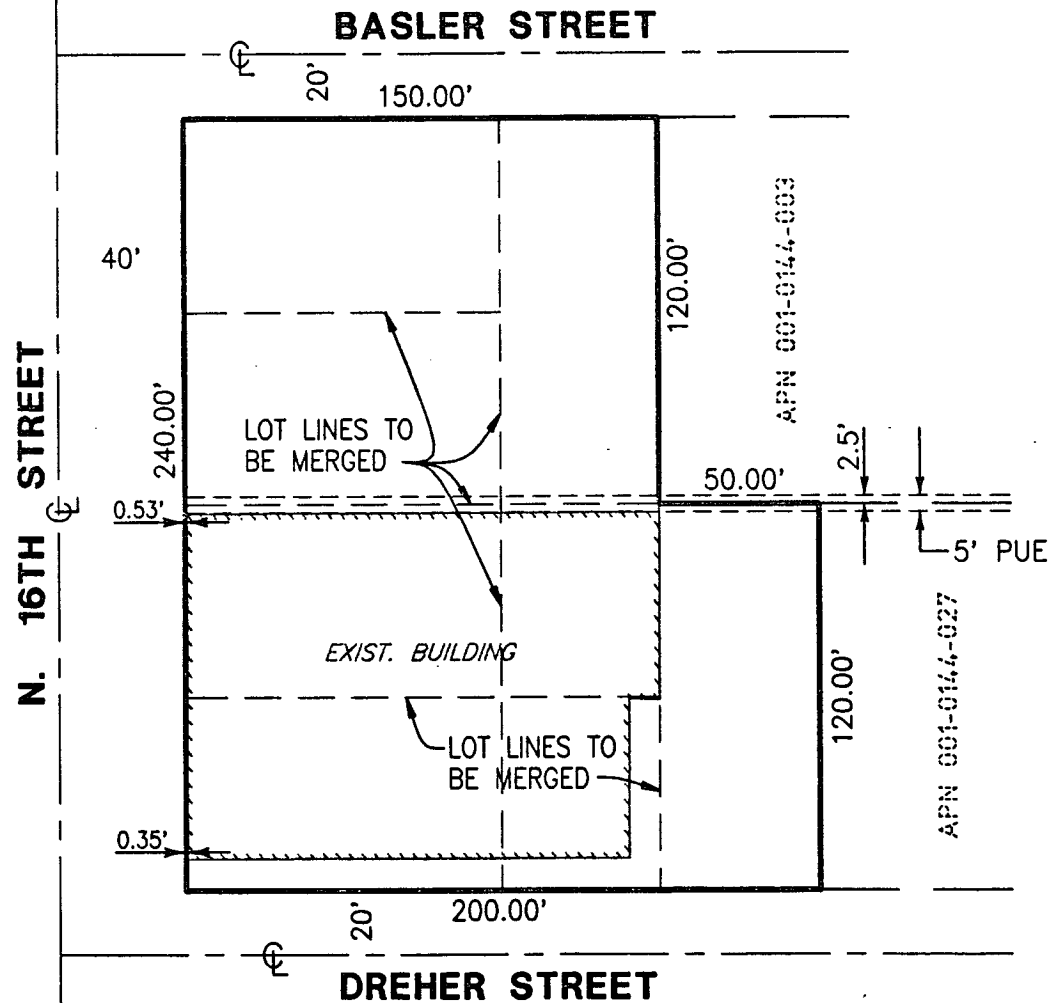 BASLER STREET
℄
20'
150.00'
40'
120.00'
APN 001-0144-003
N. 16TH STREET
℄
240.00'
LOT LINES TO
BE MERGED
50.00'
2.5'
0.53'
5' PUE
EXIST. BUILDING
120.00'
APN 001-0144-027
LOT LINES TO
BE MERGED
0.35'
20'
200.00'
℄
DREHER STREET